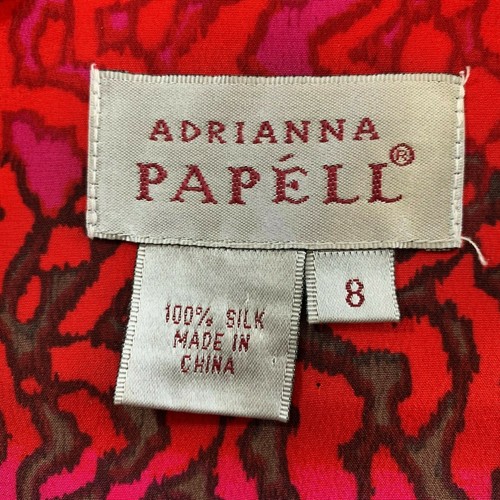 ADRIANNA
PAPÉLL®
100% SILK
MADE IN
CHINA
8